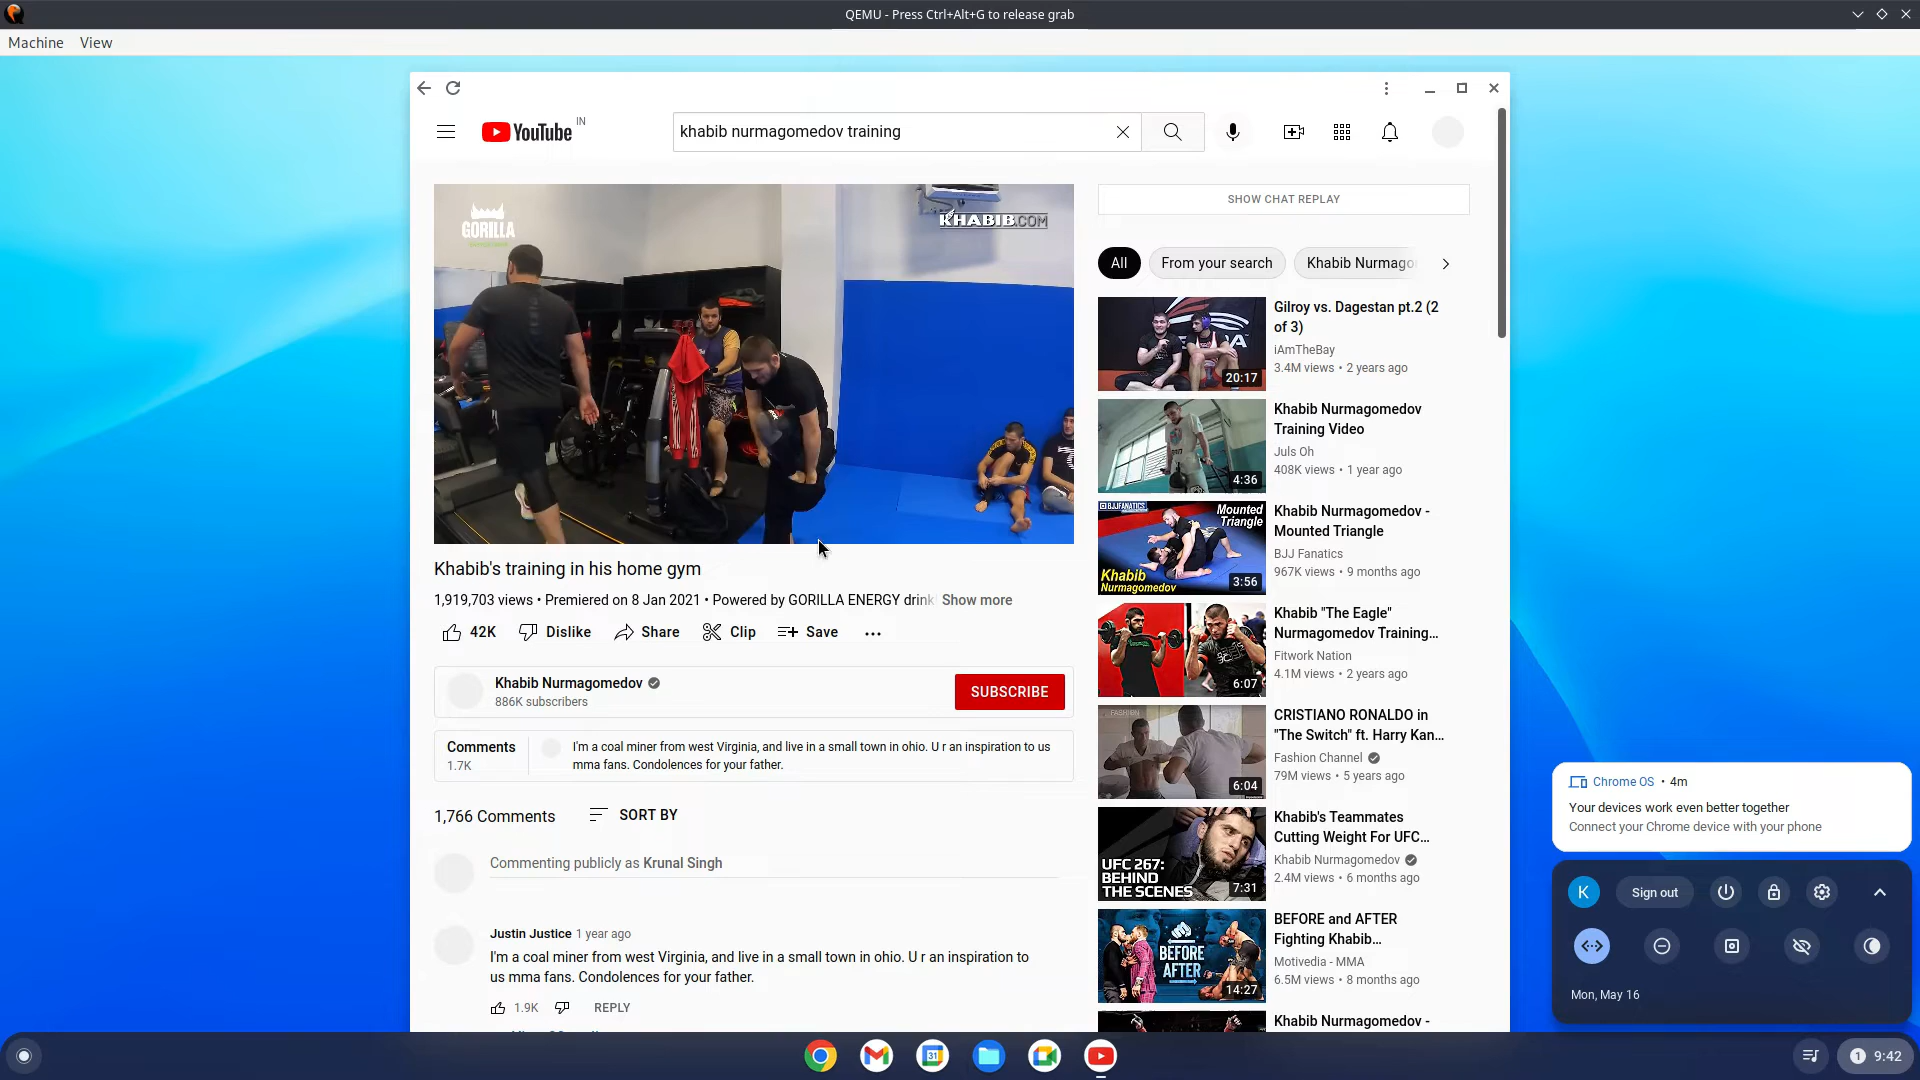 QEMU - Press Ctrl+Alt+G to release grab
Machine View
YouTube IN
khabib nurmagomedov training
GORILLA
KHABIB.COM
Khabib's training in his home gym
1,919,703 views • Premiered on 8 Jan 2021 • Powered by GORILLA ENERGY drink Show more
42K Dislike Share Clip Save
Khabib Nurmagomedov
886K subscribers
SUBSCRIBE
Comments
1.7K
I'm a coal miner from west Virginia, and live in a small town in ohio. U r an inspiration to us
mma fans. Condolences for your father.
1,766 Comments SORT BY
Commenting publicly as Krunal Singh
Justin Justice 1 year ago
I'm a coal miner from west Virginia, and live in a small town in ohio. U r an inspiration to
us mma fans. Condolences for your father.
1.9K REPLY
SHOW CHAT REPLAY
All From your search Khabib Nurmago
20:17
Gilroy vs. Dagestan pt.2 (2
of 3)
iAmTheBay
3.4M views • 2 years ago
4:36
Khabib Nurmagomedov
Training Video
Juls Oh
408K views • 1 year ago
BJJFANATICS
Mounted
Triangle
Khabib
Nurmagomedov
3:56
Khabib Nurmagomedov -
Mounted Triangle
BJJ Fanatics
967K views • 9 months ago
6:07
Khabib "The Eagle"
Nurmagomedov Training...
Fitwork Nation
4.1M views • 2 years ago
FASHION
6:04
CRISTIANO RONALDO in
"The Switch" ft. Harry Kan...
Fashion Channel
79M views • 5 years ago
UFC 267:
BEHIND
THE SCENES
7:31
Khabib's Teammates
Cutting Weight For UFC...
Khabib Nurmagomedov
2.4M views • 6 months ago
BEFORE
AFTER
14:27
BEFORE and AFTER
Fighting Khabib...
Motivedia - MMA
6.5M views • 8 months ago
Khabib Nurmagomedov -
Chrome OS • 4m
Your devices work even better together
Connect your Chrome device with your phone
K Sign out
Mon, May 16
31
1 9:42